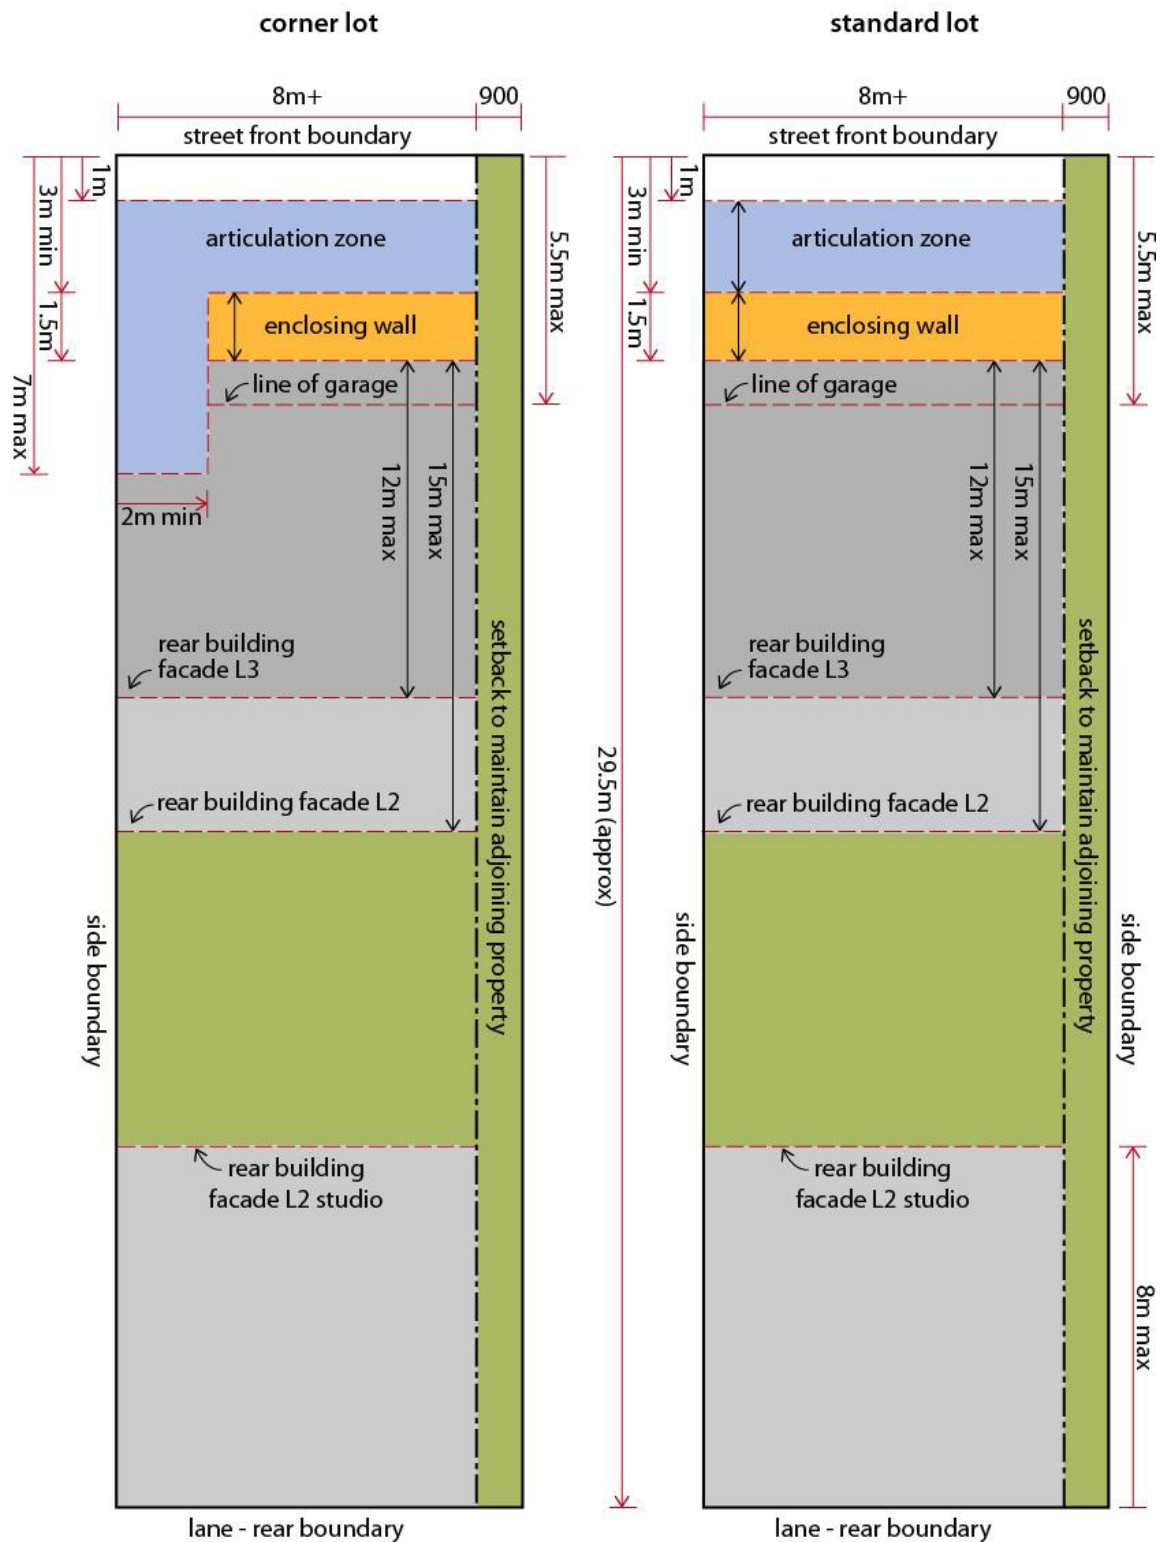 corner lot
standard lot
8m+
900
8m+
900
street front boundary
street front boundary
1m
3m min
1.5m
7m max
articulation zone
5.5m max
enclosing wall
line of garage
12m max
15m max
2m min
rear building
facade L3
rear building facade L2
setback to maintain adjoining property
side boundary
rear building
facade L2 studio
lane - rear boundary
1m
3m min
1.5m
articulation zone
5.5m max
enclosing wall
line of garage
12m max
15m max
rear building
facade L3
rear building facade L2
29.5m (approx)
setback to maintain adjoining property
side boundary
side boundary
rear building
facade L2 studio
8m max
lane - rear boundary